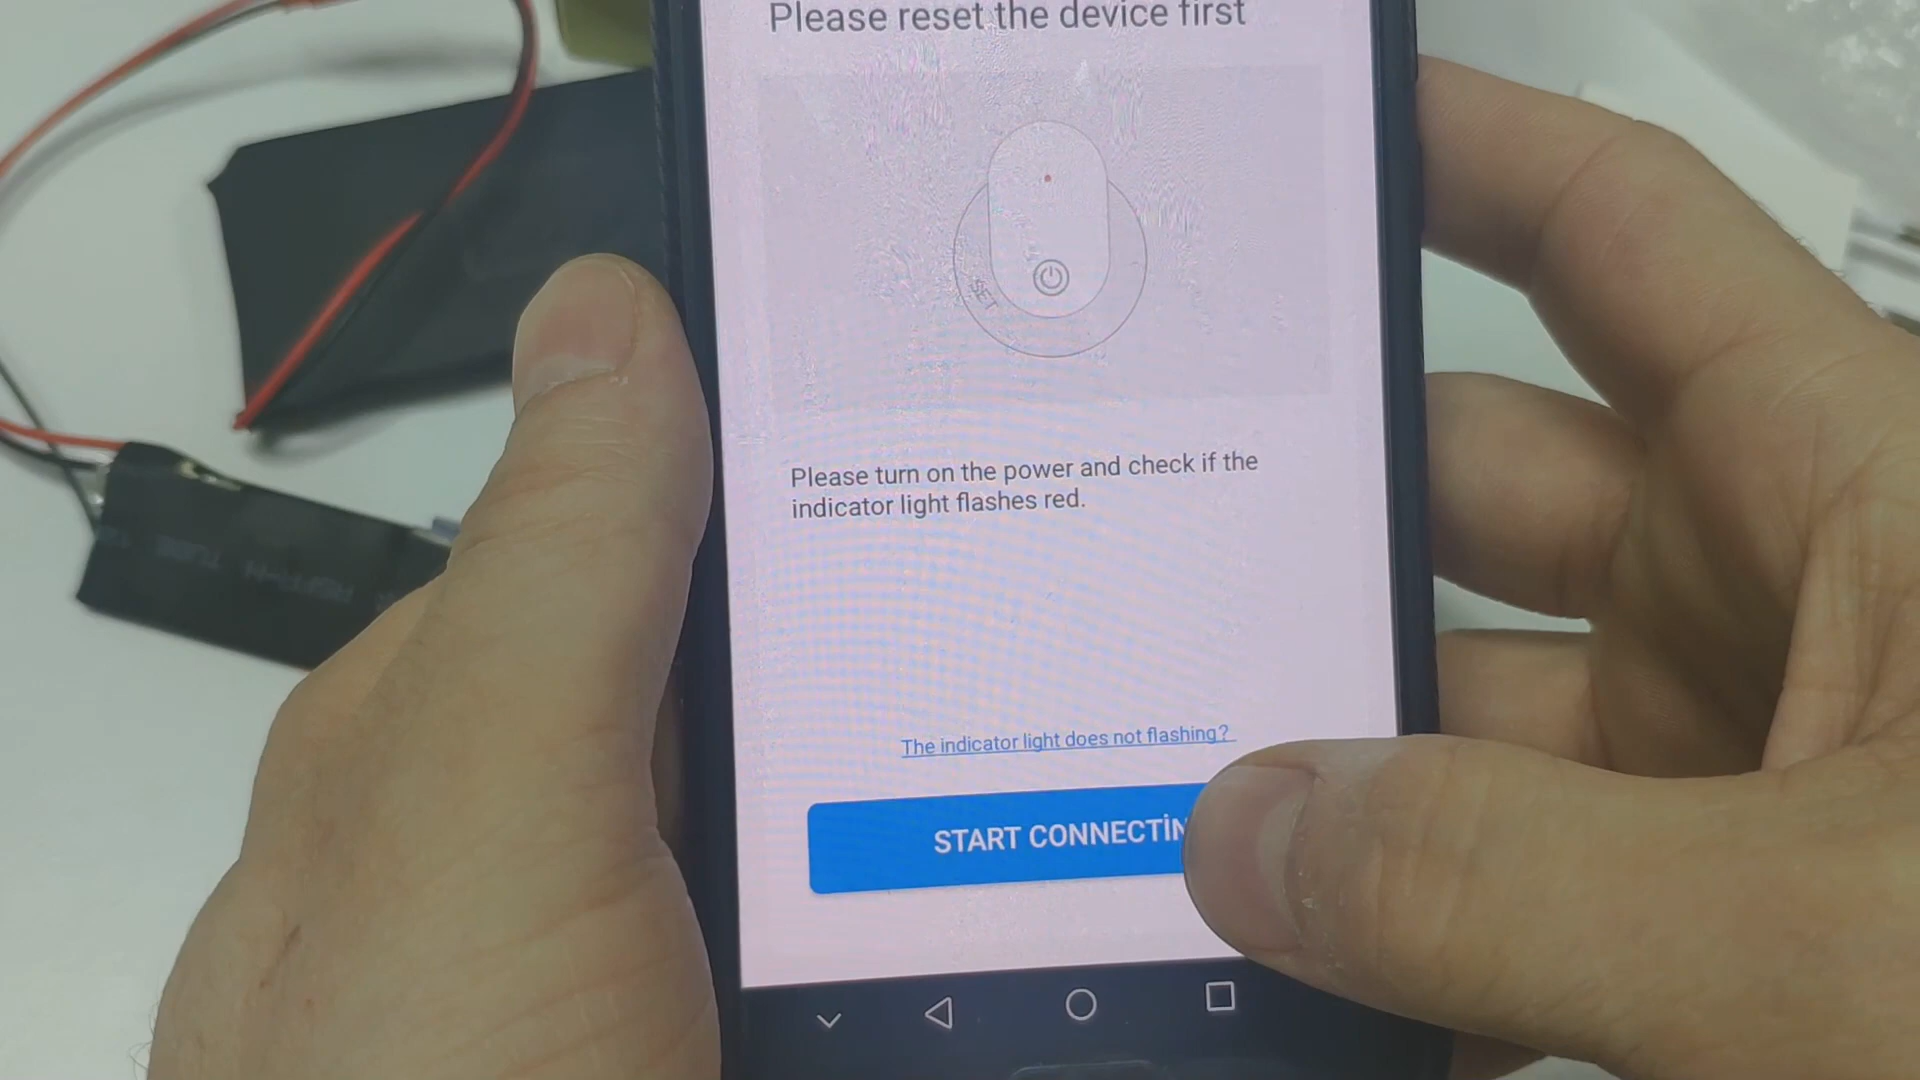 Please reset the device first
SET
Please turn on the power and check if the
indicator light flashes red.
The indicator light does not flashing?
START CONNECTİN